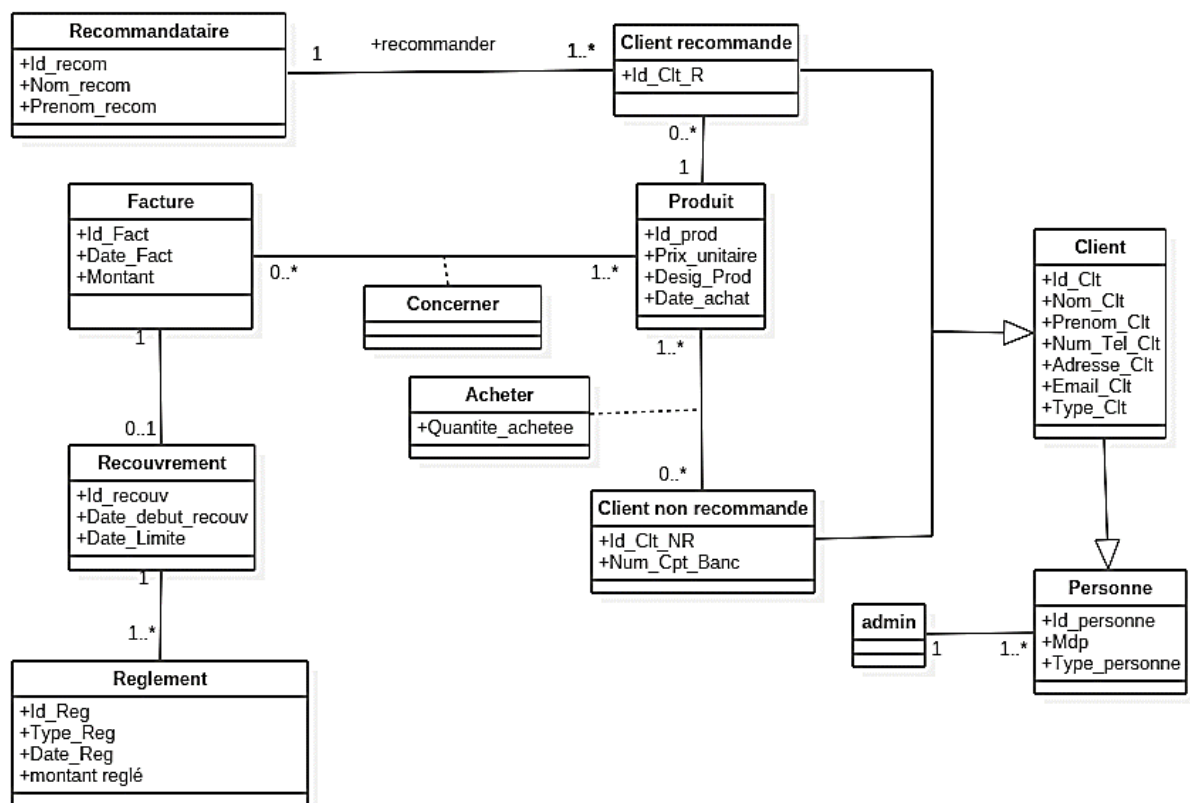 Recommandataire
+Id_recom
+Nom_recom
+Prenom_recom
1
+recommander
1..*
Client recommande
+Id_Clt_R
0..*
1
Facture
+Id_Fact
+Date_Fact
+Montant
0..*
1..*
Concerner
Produit
+Id_prod
+Prix_unitaire
+Desig_Prod
+Date_achat
Client
+Id_Clt
+Nom_Clt
+Prenom_Clt
+Num_Tel_Clt
+Adresse_Clt
+Email_Clt
+Type_Clt
1
0..1
1..*
Acheter
+Quantite_achetee
0..*
Recouvrement
+Id_recouv
+Date_debut_recouv
+Date_Limite
Client non recommande
+Id_Clt_NR
+Num_Cpt_Banc
1
1..*
admin
1
1..*
Personne
+Id_personne
+Mdp
+Type_personne
Reglement
+Id_Reg
+Type_Reg
+Date_Reg
+montant reglé